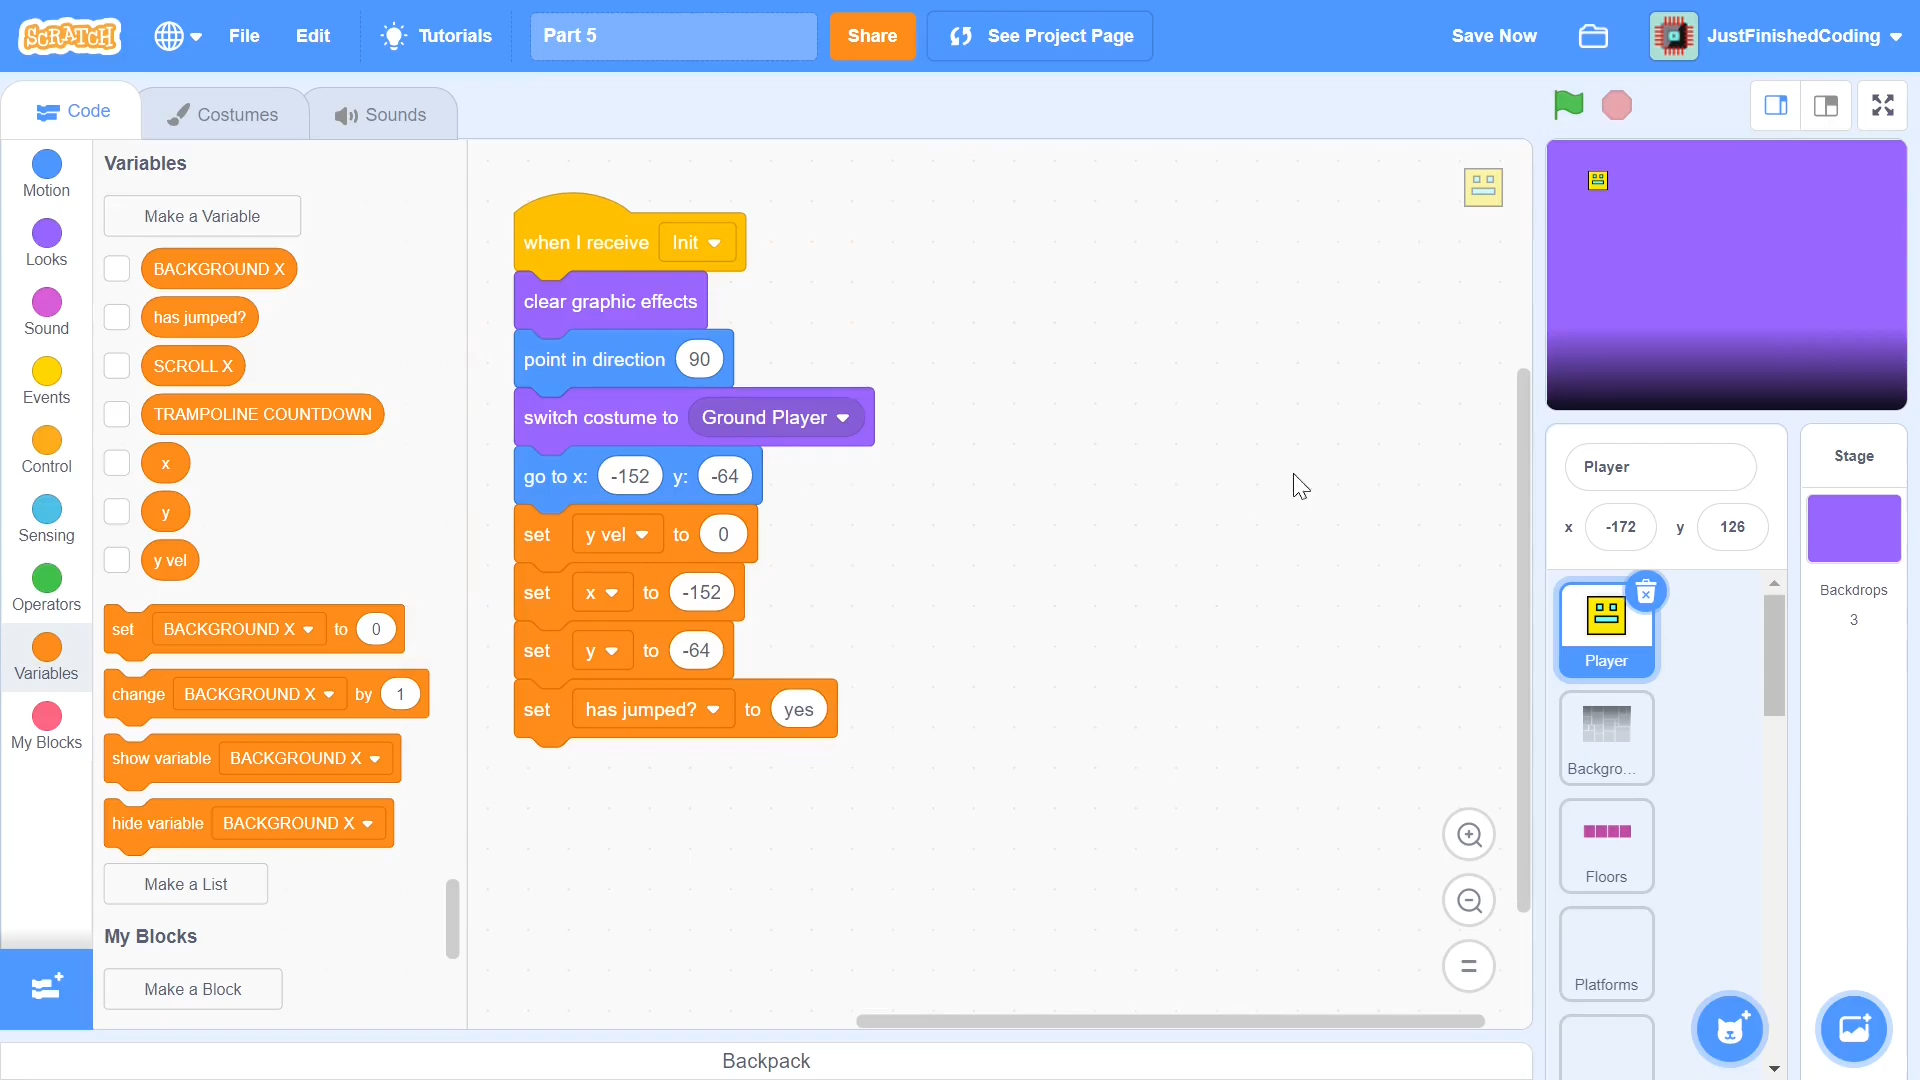 SCRATCH
File
Edit
Tutorials
Part 5
Share
See Project Page
Save Now
JustFinishedCoding
Code
Costumes
Sounds
Motion
Looks
Sound
Events
Control
Sensing
Operators
Variables
My Blocks
Variables
Make a Variable
BACKGROUND X
has jumped?
SCROLL X
TRAMPOLINE COUNTDOWN
x
y
y vel
set BACKGROUND X to 0
change BACKGROUND X by 1
show variable BACKGROUND X
hide variable BACKGROUND X
Make a List
My Blocks
Make a Block
when I receive Init
clear graphic effects
point in direction 90
switch costume to Ground Player
go to x: -152 y: -64
set y vel to 0
set x to -152
set y to -64
set has jumped? to yes
Player
x -172 y 126
Player
Backgro...
Floors
Platforms
Stage
Backdrops
3
Backpack